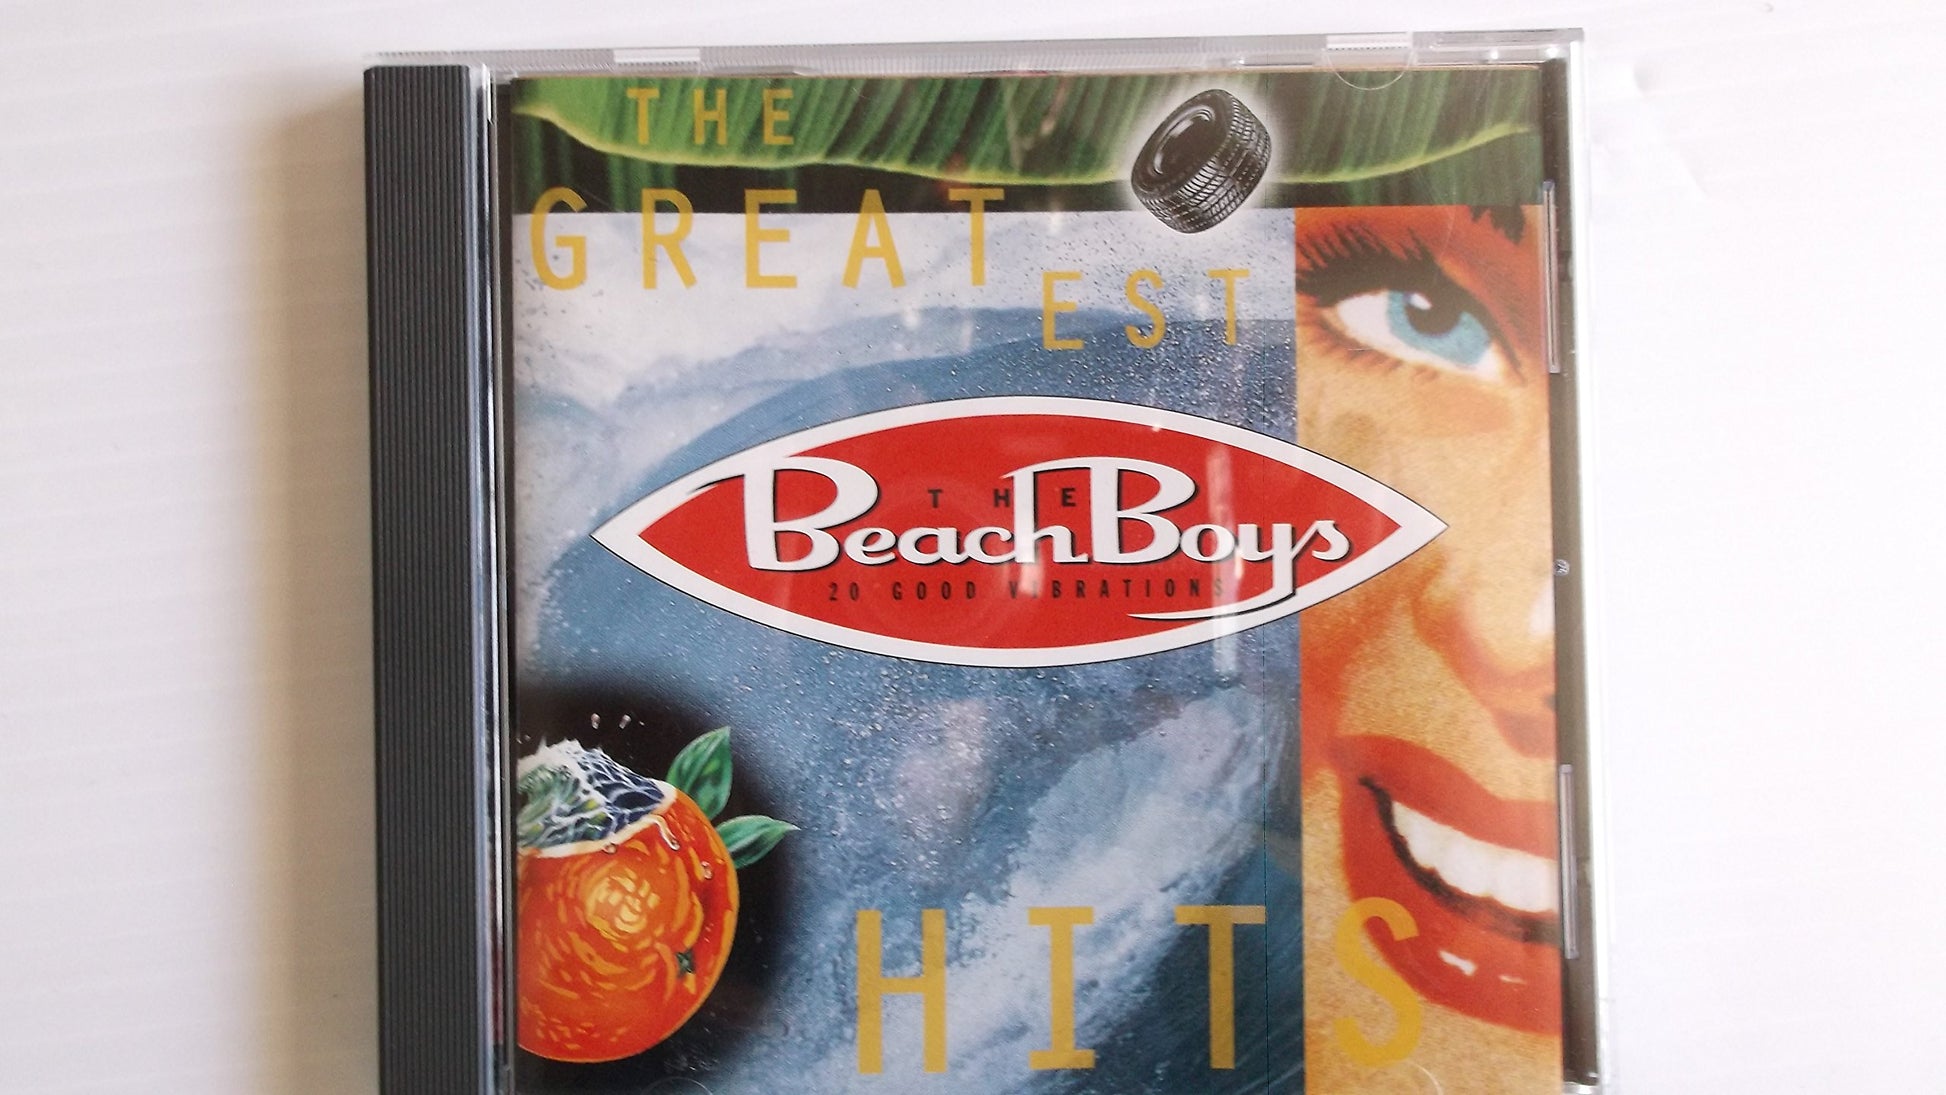 THE
GREAT
EST
THE
BeachBoys
20 GOOD VIBRATIONS
HITS